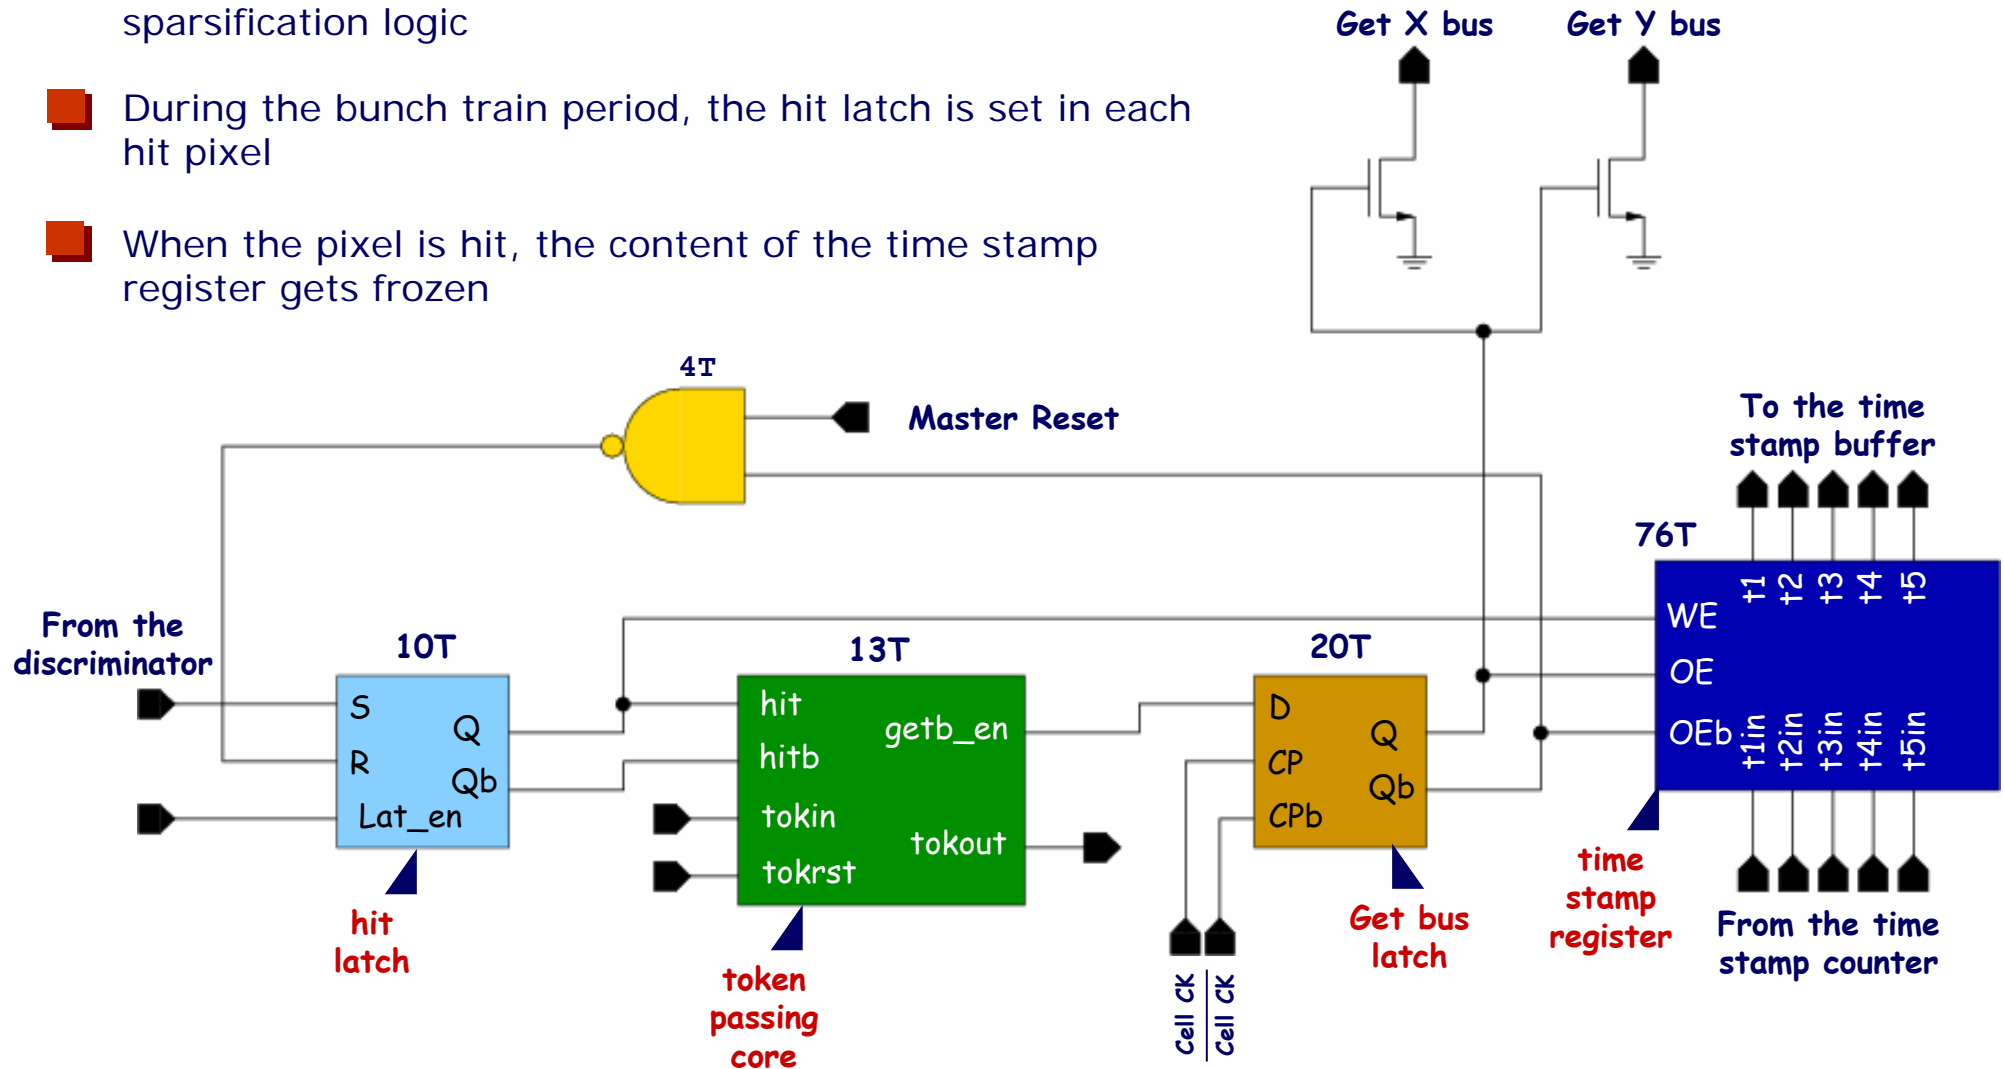 sparsification logic
During the bunch train period, the hit latch is set in each
hit pixel
When the pixel is hit, the content of the time stamp
register gets frozen
Get X bus
Get Y bus
4T
Master Reset
To the time
stamp buffer
76T
t1
t2
t3
t4
t5
WE
OE
OEb
t1in
t2in
t3in
t4in
t5in
From the
discriminator
10T
S
R
Q
Qb
Lat_en
hit
latch
13T
hit
hitb
tokin
tokrst
getb_en
tokout
token
passing
core
20T
D
CP
CPb
Q
Qb
Get bus
latch
Cell CK
Cell CK
time
stamp
register
From the time
stamp counter